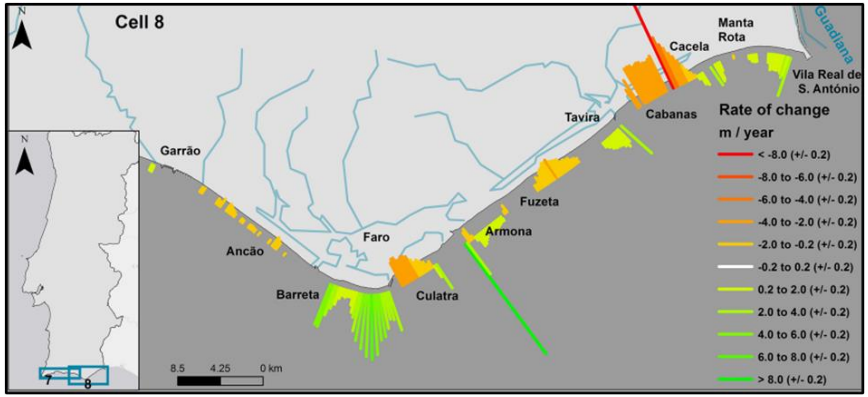 N
Cell 8
Manta
Rota
Cacela
Guadiana
Vila Real de
S. António
Cabanas
Tavira
Rate of change
m / year
N
Garrão
< -8.0 (+/- 0.2)
-8.0 to -6.0 (+/- 0.2)
-6.0 to -4.0 (+/- 0.2)
Fuzeta
-4.0 to -2.0 (+/- 0.2)
Faro
Armona
-2.0 to -0.2 (+/- 0.2)
Ancão
-0.2 to 0.2 (+/- 0.2)
Barreta
Culatra
0.2 to 2.0 (+/- 0.2)
2.0 to 4.0 (+/- 0.2)
4.0 to 6.0 (+/- 0.2)
6.0 to 8.0 (+/- 0.2)
> 8.0 (+/- 0.2)
8.5 4.25 0 km
7
8